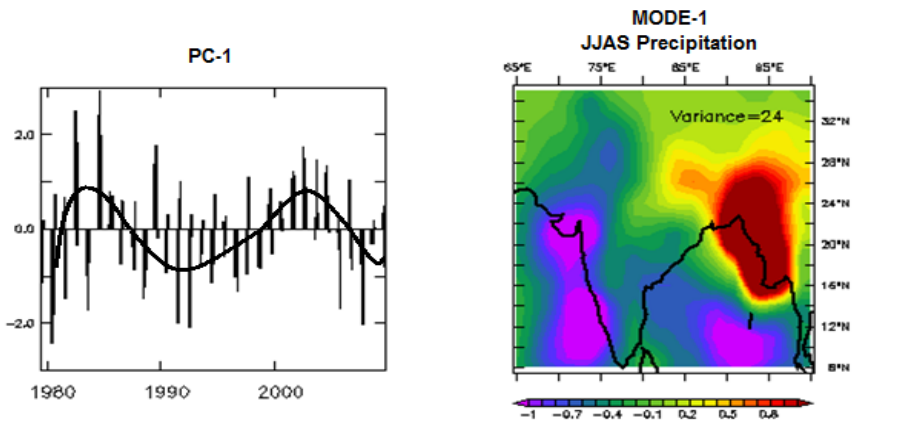 PC-1
2.0
0.0
-2.0
1980 1990 2000
MODE-1
JJAS Precipitation
65°E 75°E 85°E 95°E
Variance=24
32°N
28°N
24°N
20°N
16°N
12°N
8°N
-1 -0.7 -0.4 -0.1 0.2 0.5 0.8